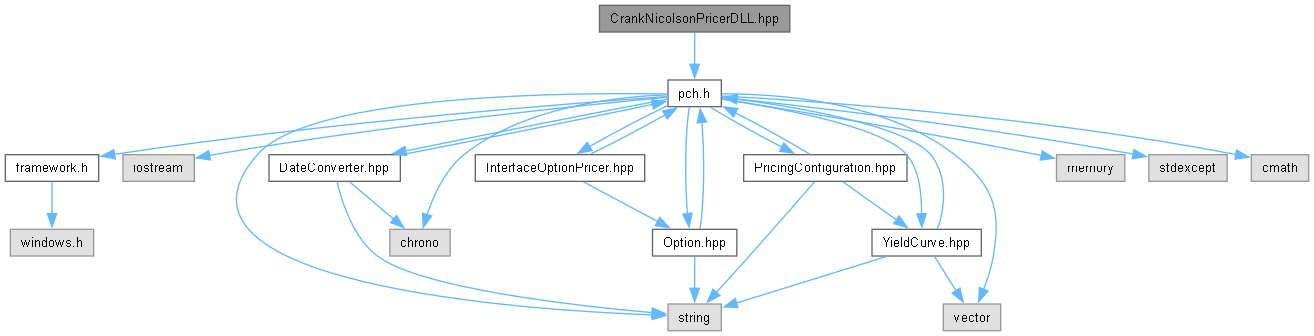 CrankNicolsonPricerDLL.hpp
pch.h
framework.h
iostream
DateConverter.hpp
InterfaceOptionPricer.hpp
PricingConfiguration.hpp
memory
stdexcept
cmath
windows.h
chrono
Option.hpp
YieldCurve.hpp
string
vector